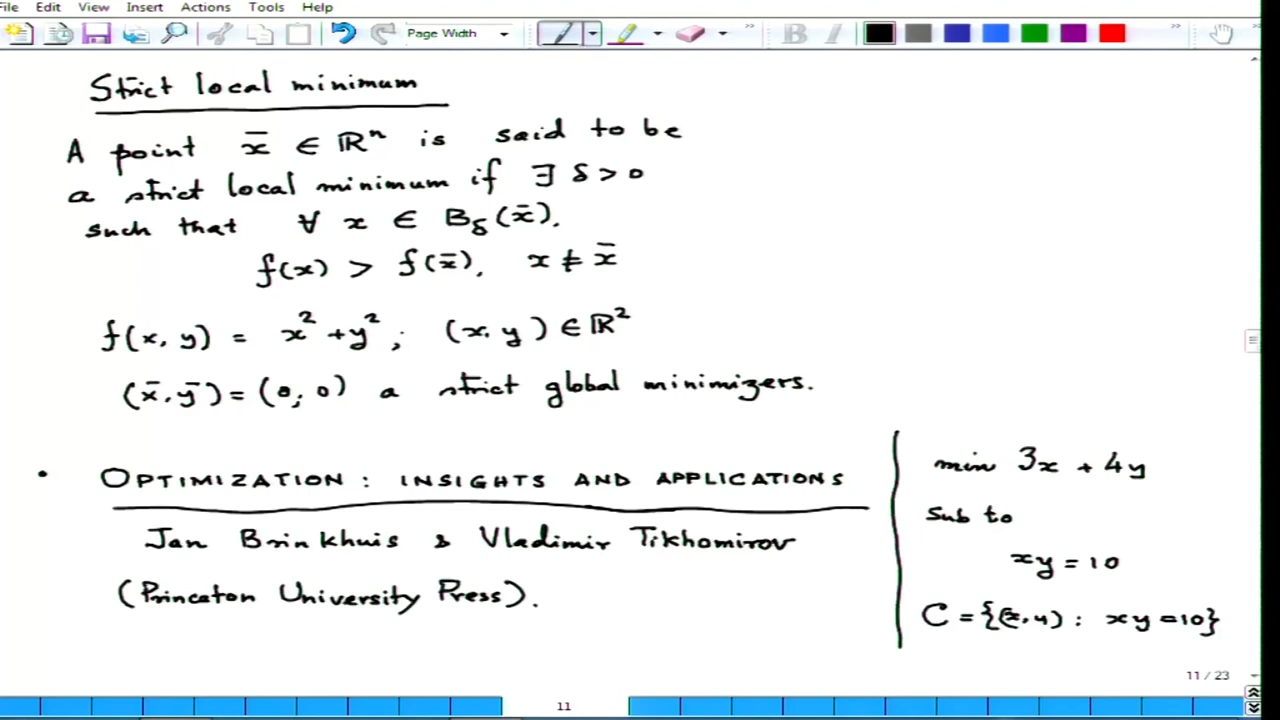 File Edit View Insert Actions Tools Help
Page Width
Strict local minimum
A point x̄ ∈ ℝⁿ is said to be
a strict local minimum if ∃ δ > 0
such that ∀ x ∈ B_δ(x̄),
f(x) > f(x̄), x ≠ x̄
f(x, y) = x² + y² ; (x, y) ∈ ℝ²
(x̄, ȳ) = (0, 0) a strict global minimizers.
• OPTIMIZATION : INSIGHTS AND APPLICATIONS
Jan Brinkhuis & Vladimir Tikhomirov
(Princeton University Press).
min 3x + 4y
Sub to
xy = 10
C = {(x, y) : xy = 10}
11 / 23
11